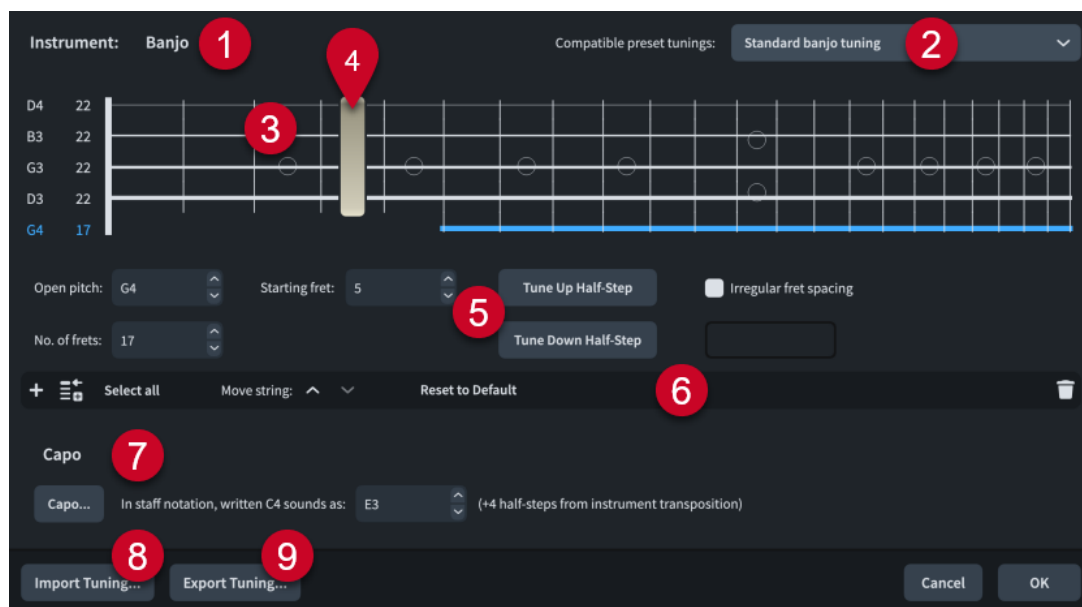 Instrument: Banjo 1 Compatible preset tunings: Standard banjo tuning 2
4
D4 22
3
B3 22
G3 22
D3 22
G4 17
Open pitch: G4 Starting fret: 5 Tune Up Half-Step Irregular fret spacing
5
No. of frets: 17 Tune Down Half-Step
Select all Move string: Reset to Default 6
Capo 7
Capo... In staff notation, written C4 sounds as: E3 (+4 half-steps from instrument transposition)
8 9
Import Tuning... Export Tuning... Cancel OK